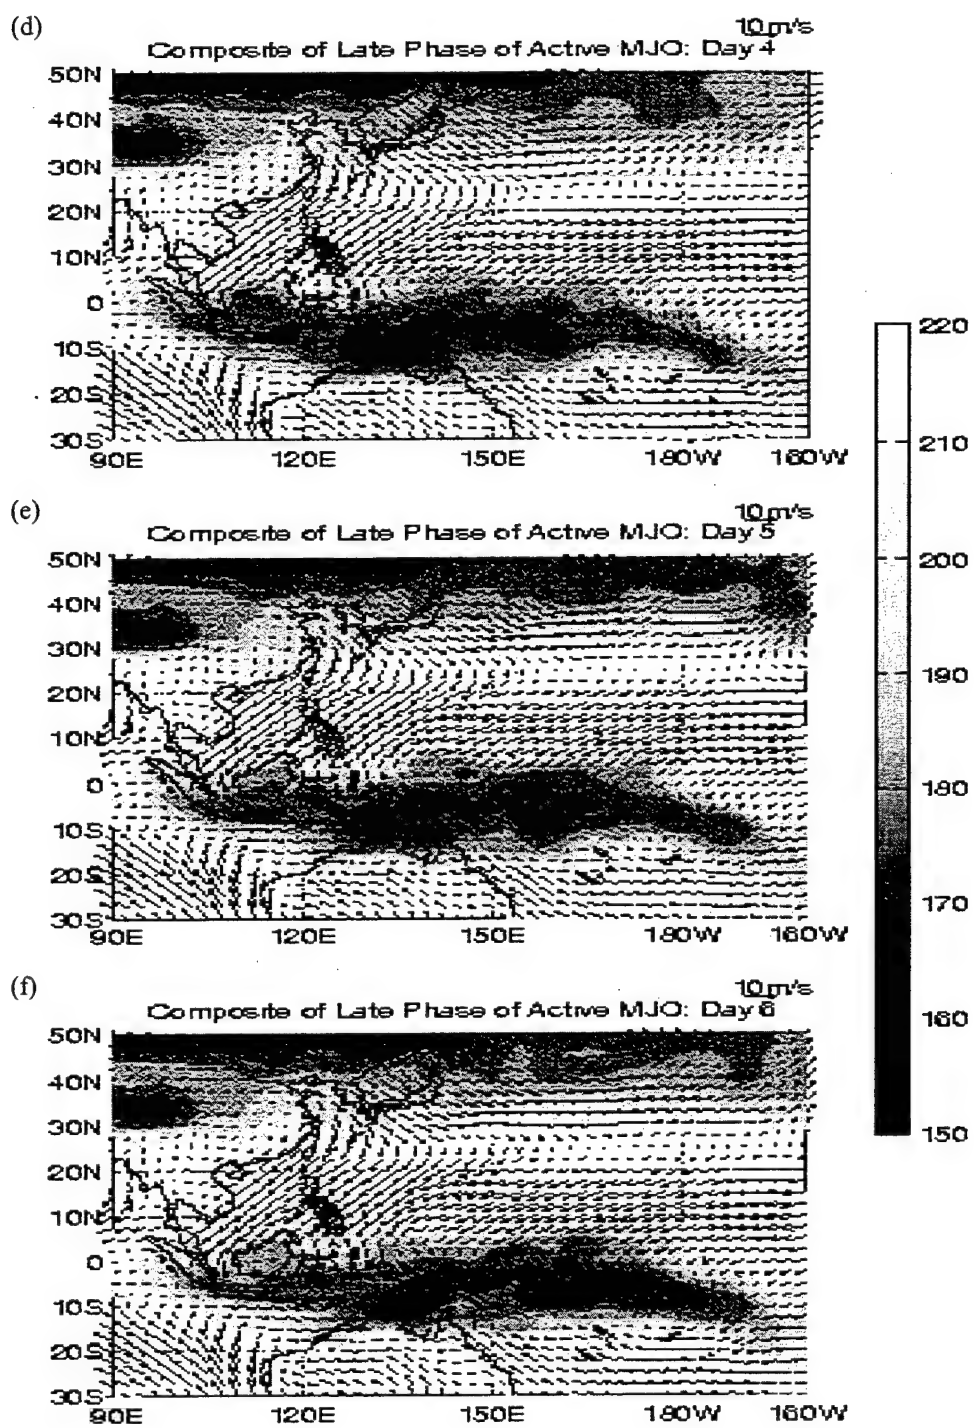 (d)
10 m/s
Composite of Late Phase of Active MJO: Day 4
50N
40N
30N
20N
10N
0
10S
20S
30S
90E 120E 150E 180W 160W
(e)
10 m/s
Composite of Late Phase of Active MJO: Day 5
50N
40N
30N
20N
10N
0
10S
20S
30S
90E 120E 150E 180W 160W
(f)
10 m/s
Composite of Late Phase of Active MJO: Day 6
50N
40N
30N
20N
10N
0
10S
20S
30S
90E 120E 150E 180W 160W
220
210
200
190
180
170
160
150